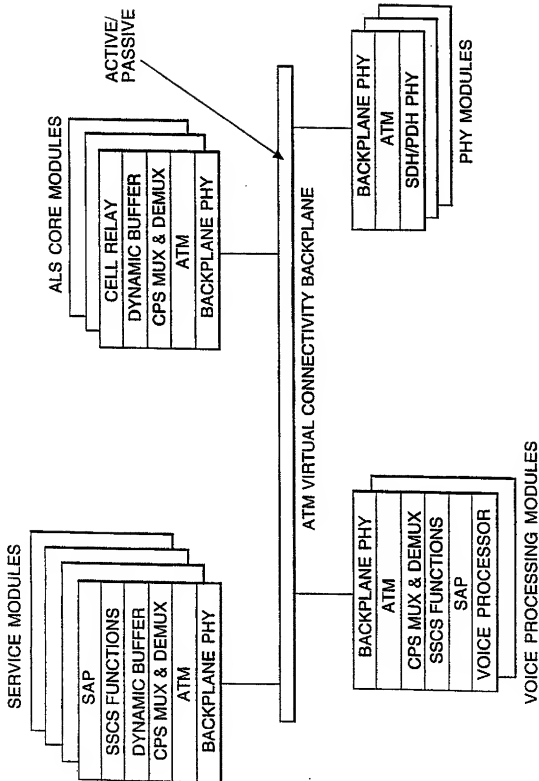 SERVICE MODULES
SAP
SSCS FUNCTIONS
DYNAMIC BUFFER
CPS MUX & DEMUX
ATM
BACKPLANE PHY
ALS CORE MODULES
CELL RELAY
DYNAMIC BUFFER
CPS MUX & DEMUX
ATM
BACKPLANE PHY
ACTIVE/
PASSIVE
ATM VIRTUAL CONNECTIVITY BACKPLANE
BACKPLANE PHY
ATM
CPS MUX & DEMUX
SSCS FUNCTIONS
SAP
VOICE PROCESSOR
VOICE PROCESSING MODULES
BACKPLANE PHY
ATM
SDH/PDH PHY
PHY MODULES